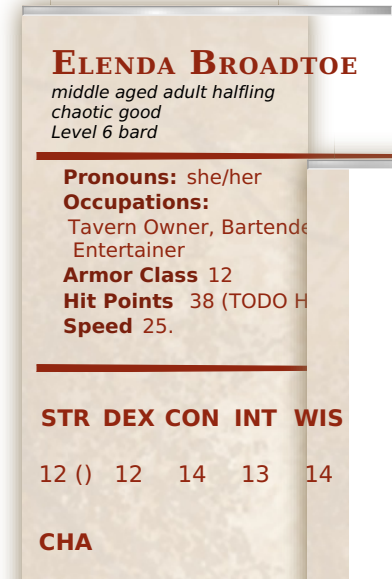 Elenda Broadtoe
middle aged adult halfling
chaotic good
Level 6 bard
Pronouns: she/her
Occupations:
Tavern Owner, Bartende
Entertainer
Armor Class 12
Hit Points 38 (TODO H
Speed 25.
STR DEX CON INT WIS
12 () 12 14 13 14
CHA